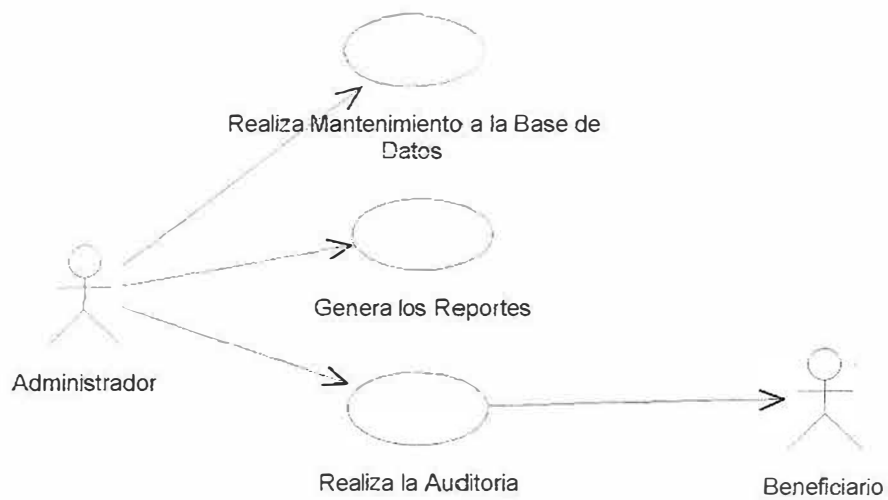 Realiza Mantenimiento a la Base de
Datos
Genera los Reportes
Administrador
Realiza la Auditoria
Beneficiario